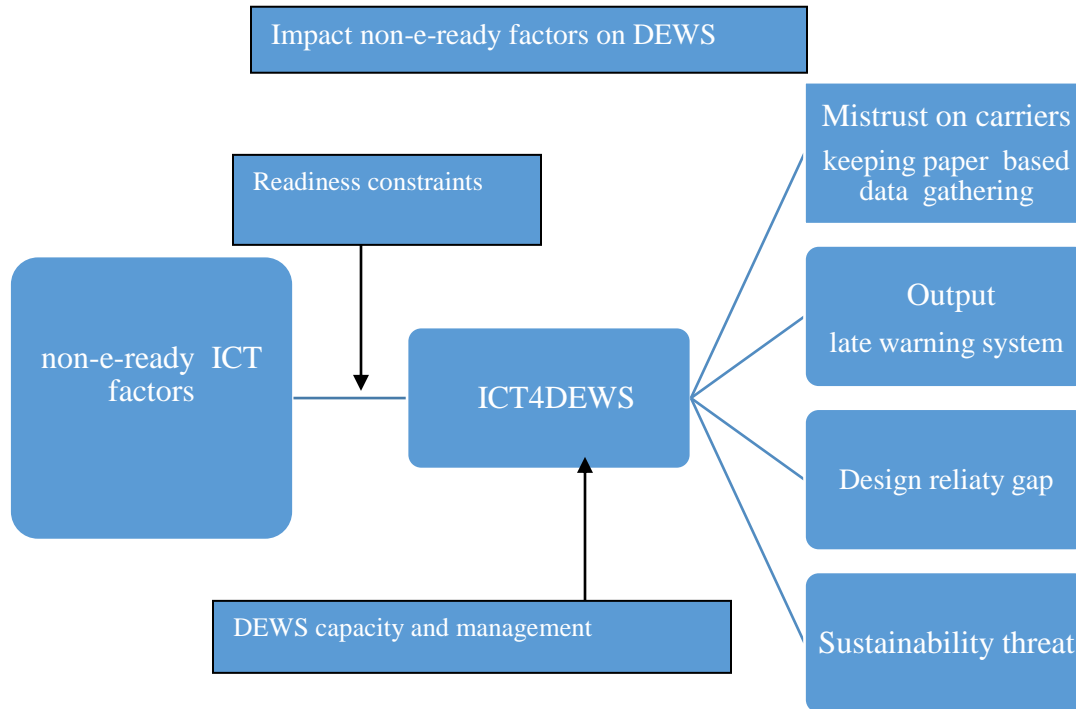 Impact non-e-ready factors on DEWS
Mistrust on carriers
keeping paper based
data gathering
Readiness constraints
Output
late warning system
non-e-ready ICT
factors
ICT4DEWS
Design reliaty gap
DEWS capacity and management
Sustainability threat